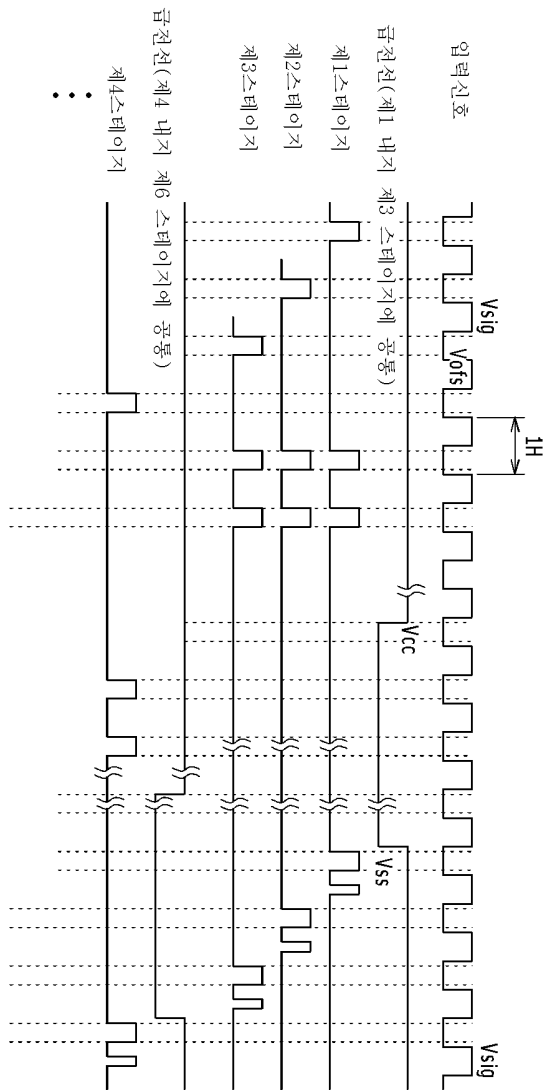 입력신호
급전선(제1 내지 제3 스테이지에 공통)
제1스테이지
제2스테이지
제3스테이지
급전선(제4 내지 제6 스테이지에 공통)
제4스테이지
Vsig
Vofs
1H
Vcc
Vss
Vsig